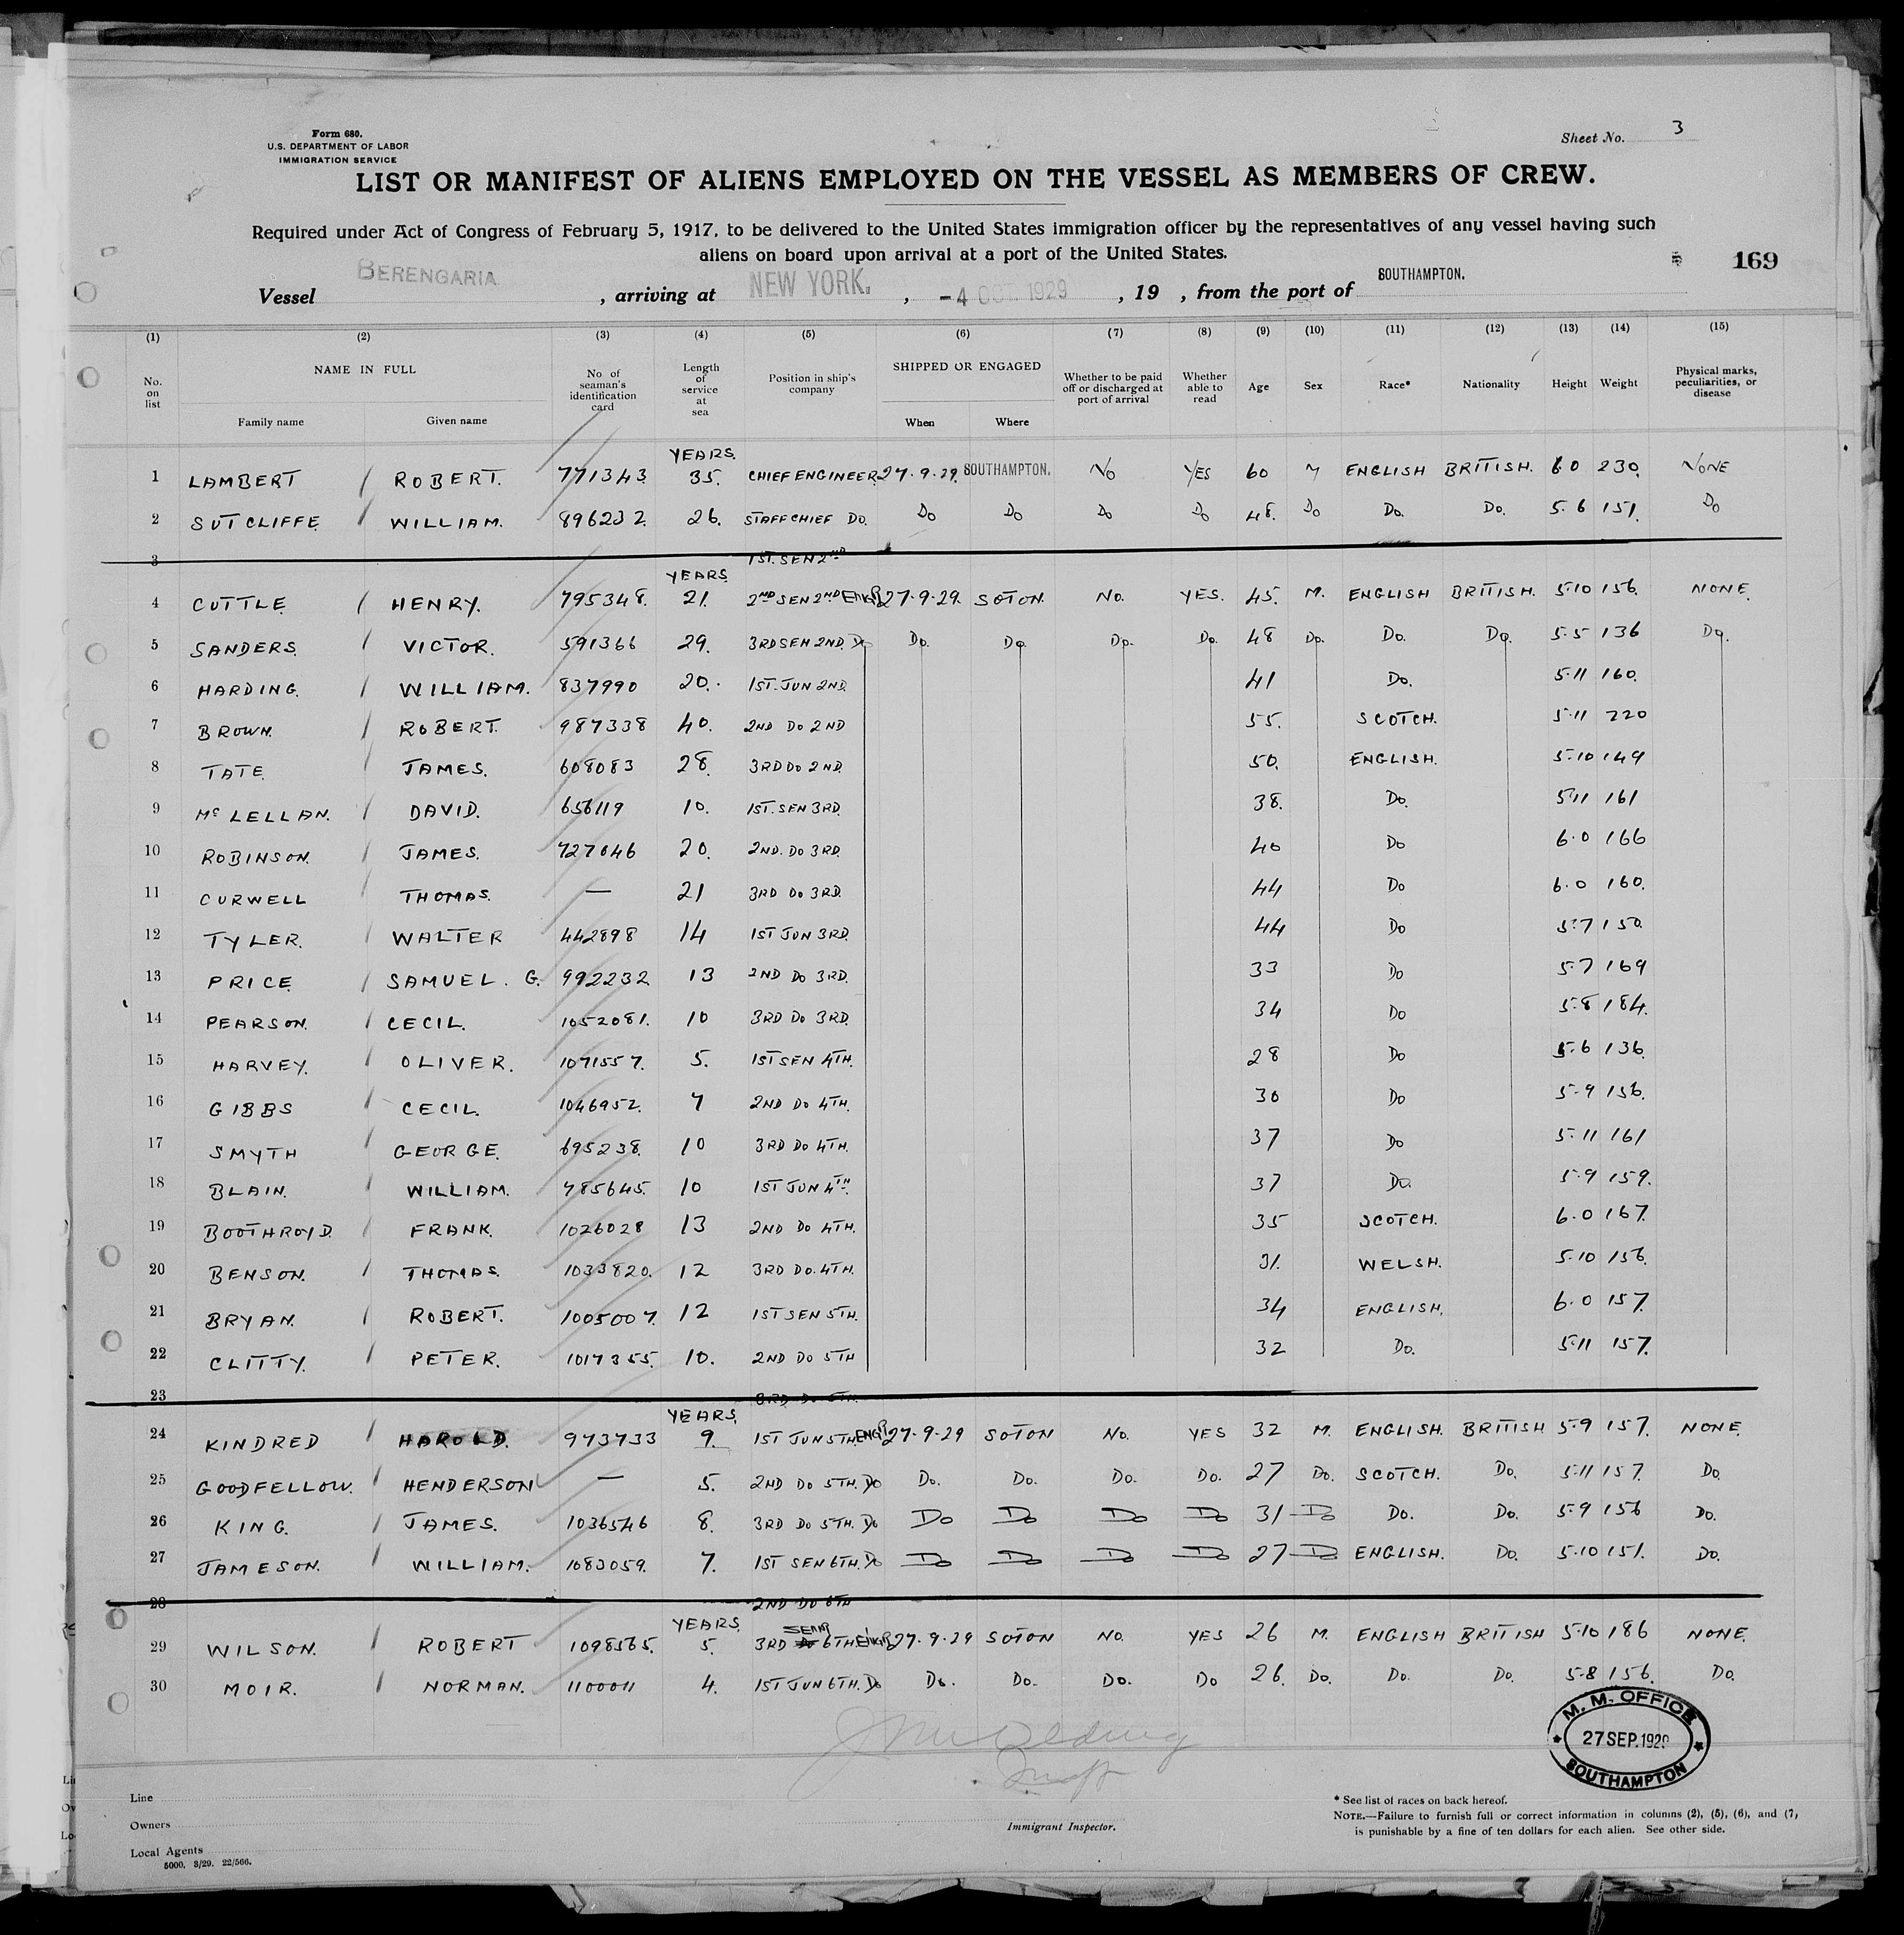 Form 680.
U.S. DEPARTMENT OF LABOR
IMMIGRATION SERVICE
Sheet No. 3
LIST OR MANIFEST OF ALIENS EMPLOYED ON THE VESSEL AS MEMBERS OF CREW.
Required under Act of Congress of February 5, 1917, to be delivered to the United States immigration officer by the representatives of any vessel having such
aliens on board upon arrival at a port of the United States.
169
Vessel BERENGARIA , arriving at NEW YORK. , -4 OCT. 1929 , 19 , from the port of SOUTHAMPTON.
(1) (2) (3) (4) (5) (6) (7) (8) (9) (10) (11) (12) (13) (14) (15)
No. on list NAME IN FULL Family name Given name No. of seaman's identification card Length of service at sea Position in ship's company SHIPPED OR ENGAGED When Where Whether to be paid off or discharged at port of arrival Whether able to read Age Sex Race* Nationality Height Weight Physical marks, peculiarities, or disease
YEARS.
1 LAMBERT ROBERT. 771343. 35. CHIEF ENGINEER 27.9.29. SOUTHAMPTON. NO YES 60 M ENGLISH BRITISH. 6.0 230. NONE
2 SUTCLIFFE WILLIAM. 896232. 26. STAFF CHIEF DO. DO DO DO DO 48. DO DO. DO. 5.6 151. DO
3 1ST. SEN 2ND
YEARS
4 CUTTLE HENRY. 795348. 21. 2ND SEN 2ND ENGR 27.9.29. SOTON. NO. YES. 45. M. ENGLISH BRITISH. 5.10 156. NONE.
5 SANDERS. VICTOR. 591366 29. 3RD SEN 2ND. DO DO. DO. DO. DO. 48 DO. DO. DO. 5.5 136 DO.
6 HARDING. WILLIAM. 837990 20. 1ST. JUN 2ND. 41 DO. 5.11 160.
7 BROWN. ROBERT. 987338 40. 2ND DO 2ND 55. SCOTCH. 5.11 220
8 TATE. JAMES. 608083 28. 3RD DO 2ND. 50. ENGLISH. 5.10 149
9 McLELLAN. DAVID. 656119 10. 1ST. SEN 3RD. 38. DO. 5.11 161
10 ROBINSON. JAMES. 727046 20. 2ND. DO 3RD. 40 DO 6.0 166
11 CURWELL THOMAS. — 21 3RD DO 3RD. 44 DO 6.0 160.
12 TYLER. WALTER 442898 14 1ST JUN 3RD. 44 DO 5.7 150.
13 PRICE SAMUEL. G. 992232 13 2ND DO 3RD. 33 DO 5.7 169
14 PEARSON. CECIL. 1052081. 10 3RD DO 3RD. 34 DO 5.8 184.
15 HARVEY. OLIVER. 1071557. 5. 1ST SEN 4TH. 28 DO 5.6 136.
16 GIBBS CECIL. 1046952. 7 2ND DO 4TH. 30 DO 5.9 156.
17 SMYTH GEORGE. 695238. 10 3RD DO 4TH. 37 DO 5.11 161
18 BLAIN. WILLIAM. 785645. 10 1ST JUN 4TH. 37 DO. 5.9 159.
19 BOOTHROYD. FRANK. 1026028 13 2ND DO 4TH. 35 SCOTCH. 6.0 167.
20 BENSON. THOMAS. 1033820. 12 3RD DO. 4TH. 31. WELSH. 5.10 156.
21 BRYAN. ROBERT. 1005007. 12 1ST SEN 5TH. 34 ENGLISH. 6.0 157.
22 CLITTY. PETER. 1017355. 10. 2ND DO 5TH 32 DO. 5.11 157.
23 3RD DO 5TH.
YEARS.
24 KINDRED HAROLD. 973733 9. 1ST JUN 5TH. ENGR 27.9.29 SOTON NO. YES 32 M. ENGLISH. BRITISH 5.9 157. NONE.
25 GOODFELLOW. HENDERSON — 5. 2ND DO 5TH. DO DO. DO. DO. DO. 27 DO. SCOTCH. DO. 5.11 157. DO.
26 KING. JAMES. 1036546 8. 3RD DO 5TH. DO DO DO DO DO 31 DO DO. DO. 5.9 156 DO.
27 JAMESON. WILLIAM. 1083059. 7. 1ST SEN 6TH. DO DO DO DO DO 27 DO ENGLISH. DO. 5.10 151. DO.
28 2ND DO 6TH
YEARS.
29 WILSON. ROBERT 1098565. 5. 3RD SENR 6TH. ENGR 27.9.29 SOTON NO. YES 26 M. ENGLISH BRITISH 5.10 186 NONE.
30 MOIR. NORMAN. 1100011 4. 1ST JUN 6TH. DO DO. DO. DO. DO 26. DO. DO. DO. 5.8 156. DO.
M. M. OFFICE
27 SEP. 1929
SOUTHAMPTON
Line
Owners
Local Agents
5000. 3/29. 22/566.
Immigrant Inspector.
* See list of races on back hereof.
NOTE.—Failure to furnish full or correct information in columns (2), (5), (6), and (7,
is punishable by a fine of ten dollars for each alien. See other side.